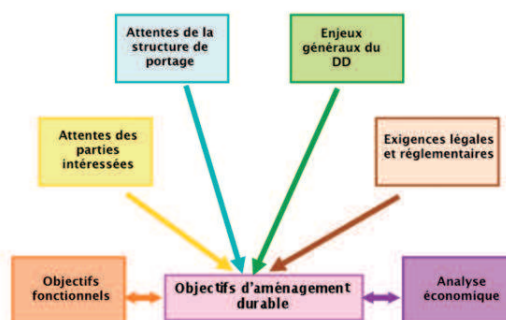 Attentes de la
structure de
portage
Enjeux
généraux du
DD
Attentes des
parties
intéressées
Exigences légales
et réglementaires
Objectifs
fonctionnels
Objectifs d'aménagement
durable
Analyse
économique